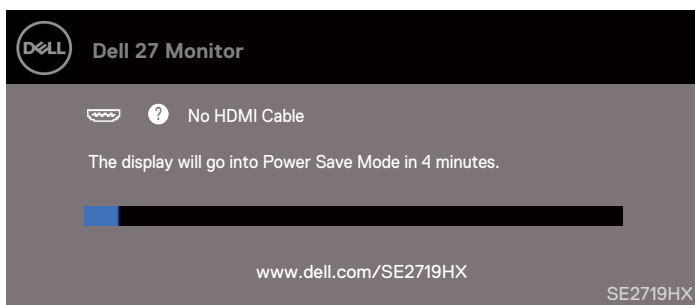 DELL
Dell 27 Monitor
? No HDMI Cable
The display will go into Power Save Mode in 4 minutes.
www.dell.com/SE2719HX
SE2719HX